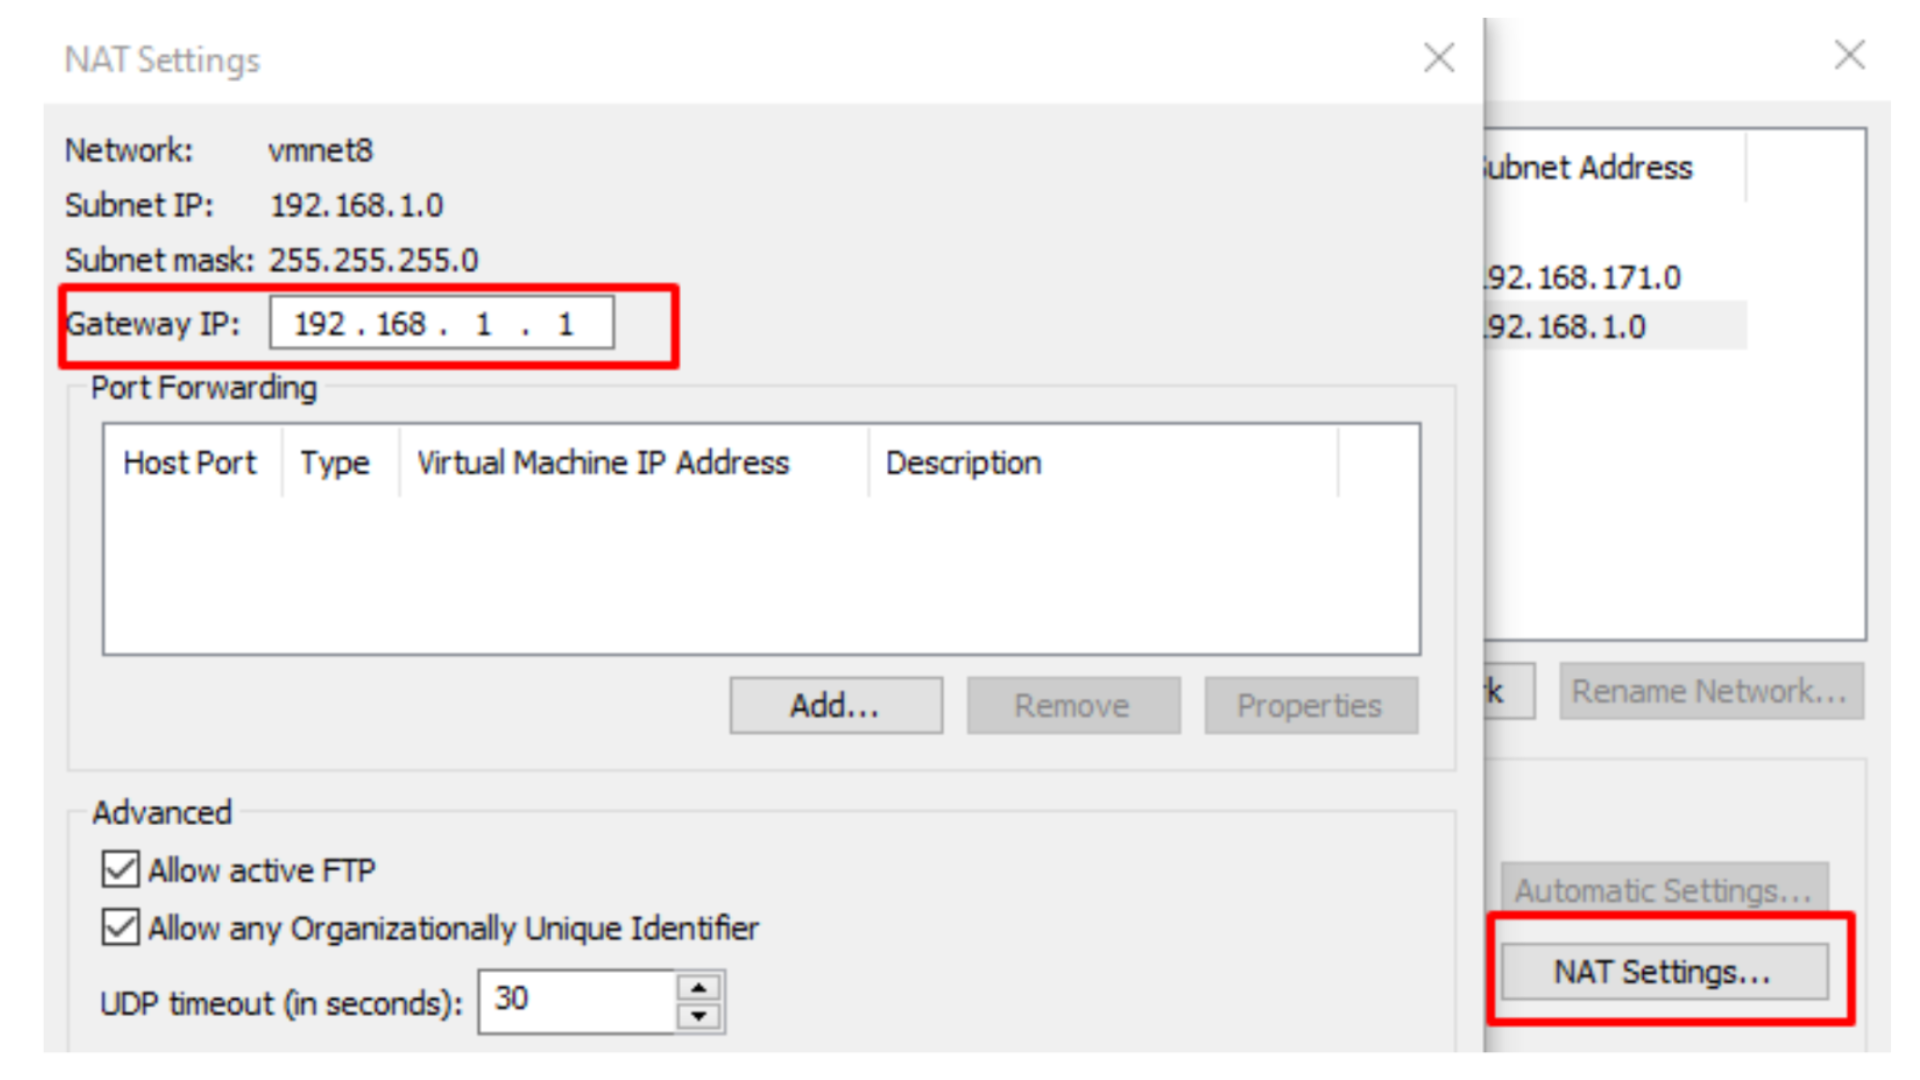 NAT Settings
Network: vmnet8
Subnet IP: 192.168.1.0
Subnet mask: 255.255.255.0
Gateway IP: 192 . 168 . 1 . 1
Port Forwarding
Host Port Type Virtual Machine IP Address Description
Add... Remove Properties
Advanced
Allow active FTP
Allow any Organizationally Unique Identifier
UDP timeout (in seconds): 30
ubnet Address
92.168.171.0
92.168.1.0
k Rename Network...
Automatic Settings...
NAT Settings...